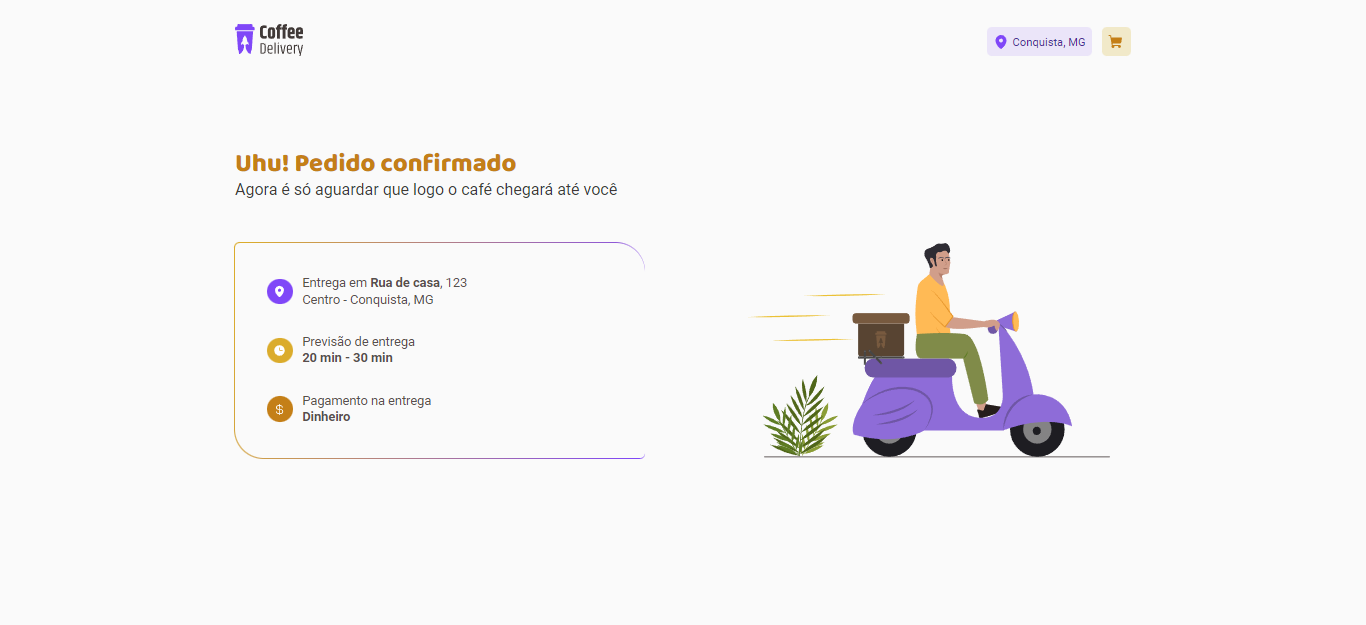 Coffee
Delivery
Conquista, MG
Uhu! Pedido confirmado
Agora é só aguardar que logo o café chegará até você
Entrega em Rua de casa, 123
Centro - Conquista, MG
Previsão de entrega
20 min - 30 min
Pagamento na entrega
Dinheiro